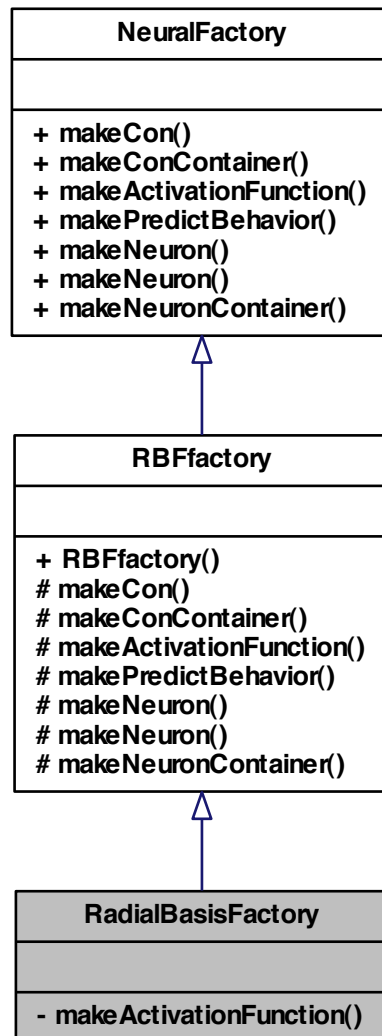 NeuralFactory
+ makeCon()
+ makeConContainer()
+ makeActivationFunction()
+ makePredictBehavior()
+ makeNeuron()
+ makeNeuron()
+ makeNeuronContainer()
RBFfactory
+ RBFfactory()
# makeCon()
# makeConContainer()
# makeActivationFunction()
# makePredictBehavior()
# makeNeuron()
# makeNeuron()
# makeNeuronContainer()
RadialBasisFactory
- makeActivationFunction()